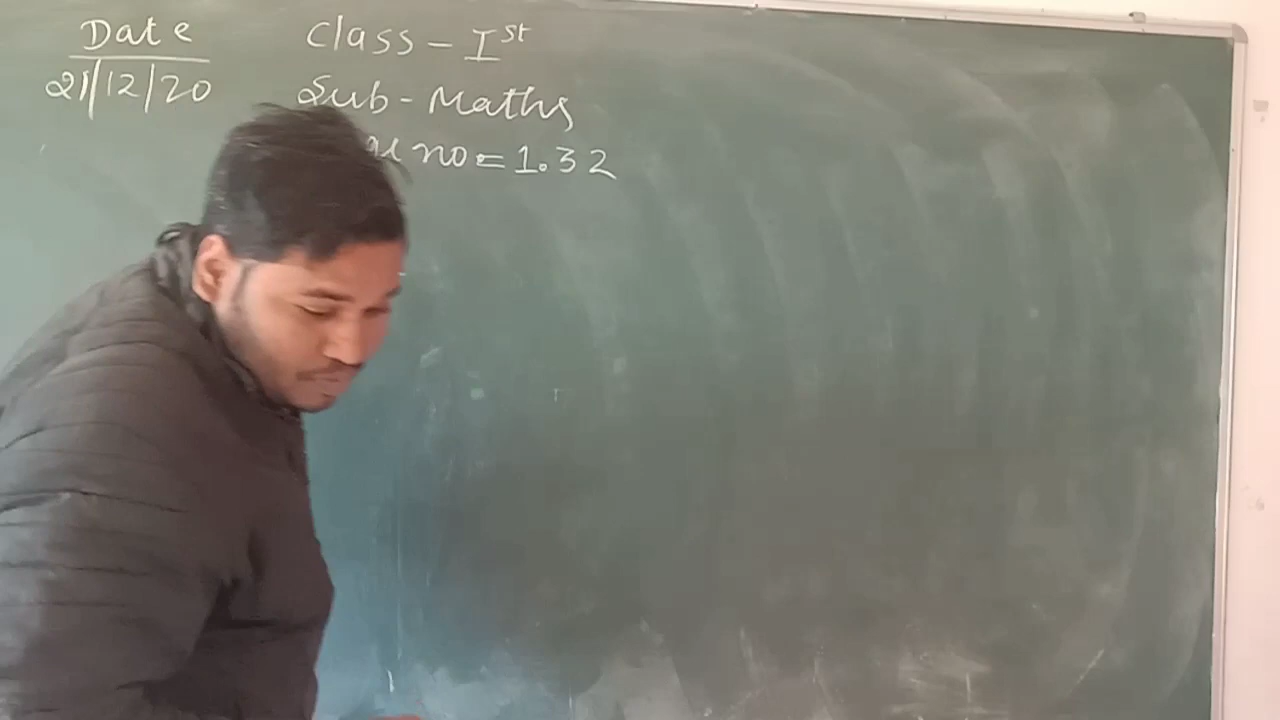 Date
21/12/20
Class - Ist
Sub - Maths
no = 1.32